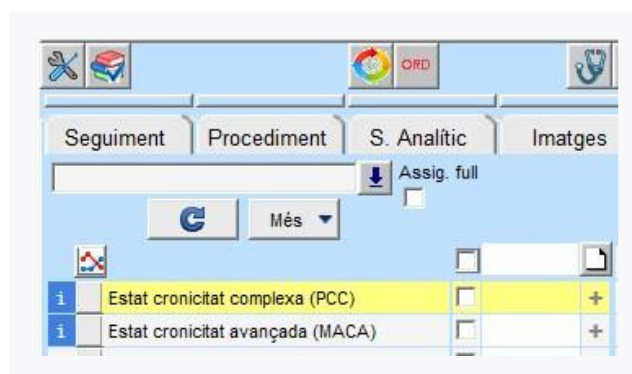 ORD
Seguiment Procediment S. Analític Imatges
Assig. full
Més
i Estat cronicitat complexa (PCC) +
i Estat cronicitat avançada (MACA) +